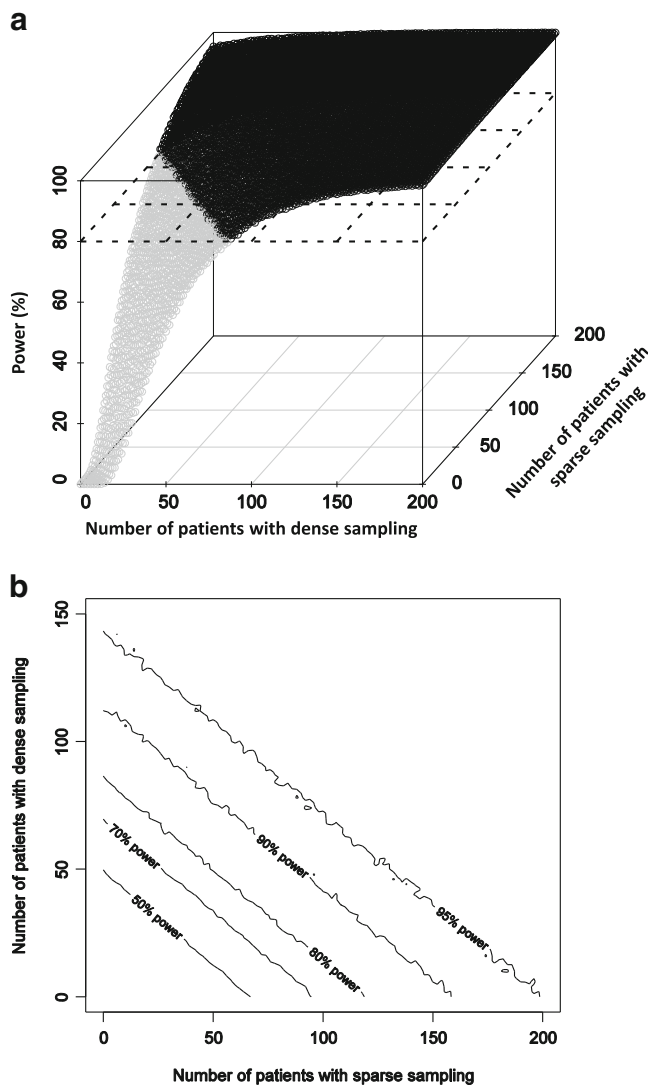 a
100
80
60
40
20
0
Power (%)
0 50 100 150 200
Number of patients with dense sampling
200
150
100
50
0
Number of patients with
sparse sampling
b
150
100
50
0
Number of patients with dense sampling
50% power
70% power
80% power
90% power
95% power
0 50 100 150 200
Number of patients with sparse sampling